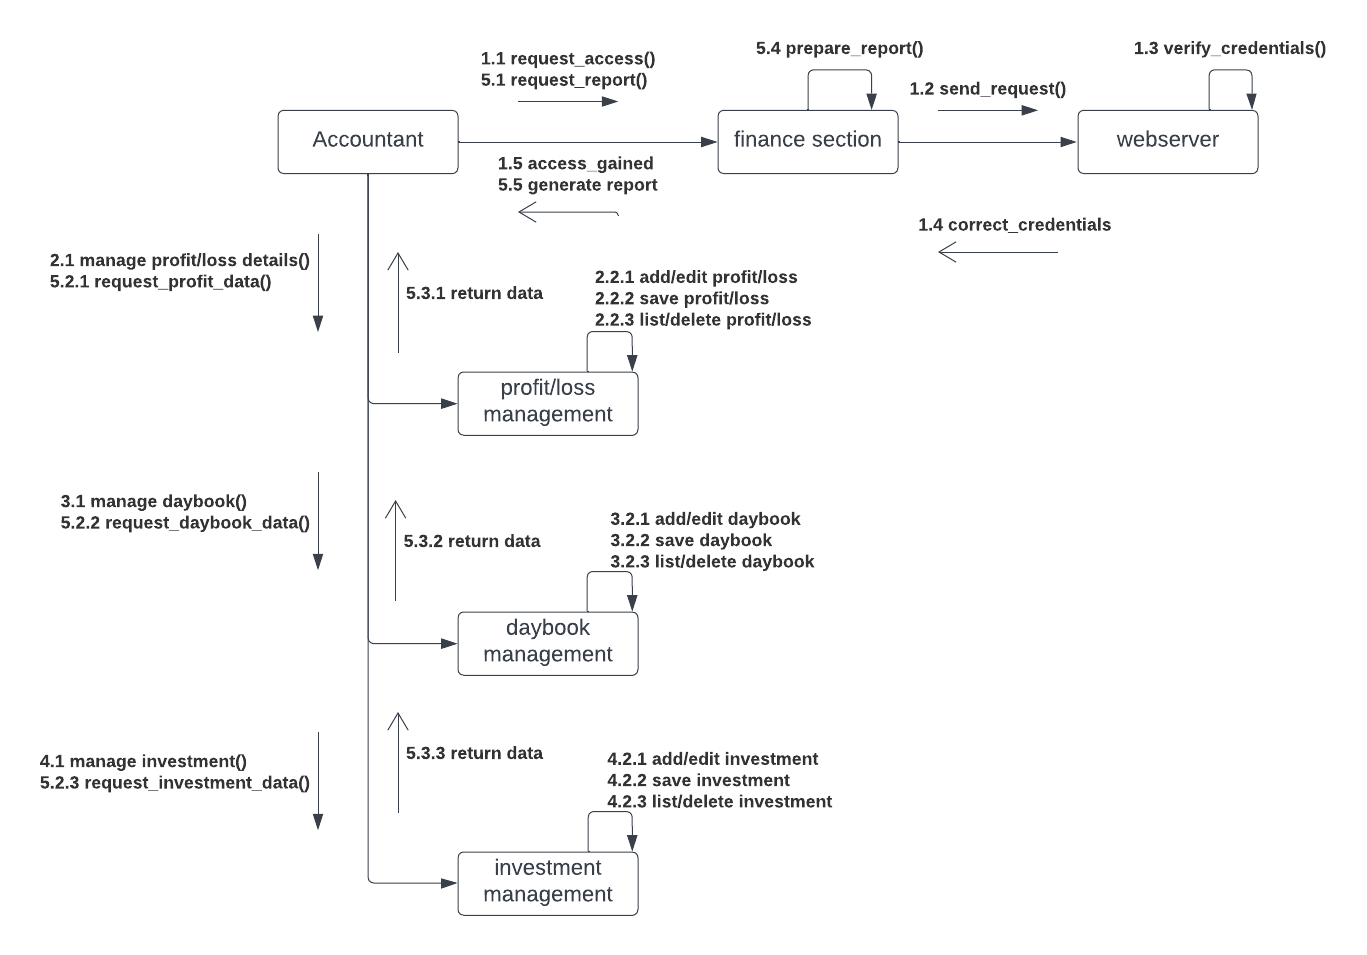 5.4 prepare_report()
1.3 verify_credentials()
1.1 request_access()
5.1 request_report()
1.2 send_request()
Accountant
finance section
webserver
1.5 access_gained
5.5 generate report
1.4 correct_credentials
2.1 manage profit/loss details()
5.2.1 request_profit_data()
5.3.1 return data
2.2.1 add/edit profit/loss
2.2.2 save profit/loss
2.2.3 list/delete profit/loss
profit/loss
management
3.1 manage daybook()
5.2.2 request_daybook_data()
5.3.2 return data
3.2.1 add/edit daybook
3.2.2 save daybook
3.2.3 list/delete daybook
daybook
management
4.1 manage investment()
5.2.3 request_investment_data()
5.3.3 return data
4.2.1 add/edit investment
4.2.2 save investment
4.2.3 list/delete investment
investment
management